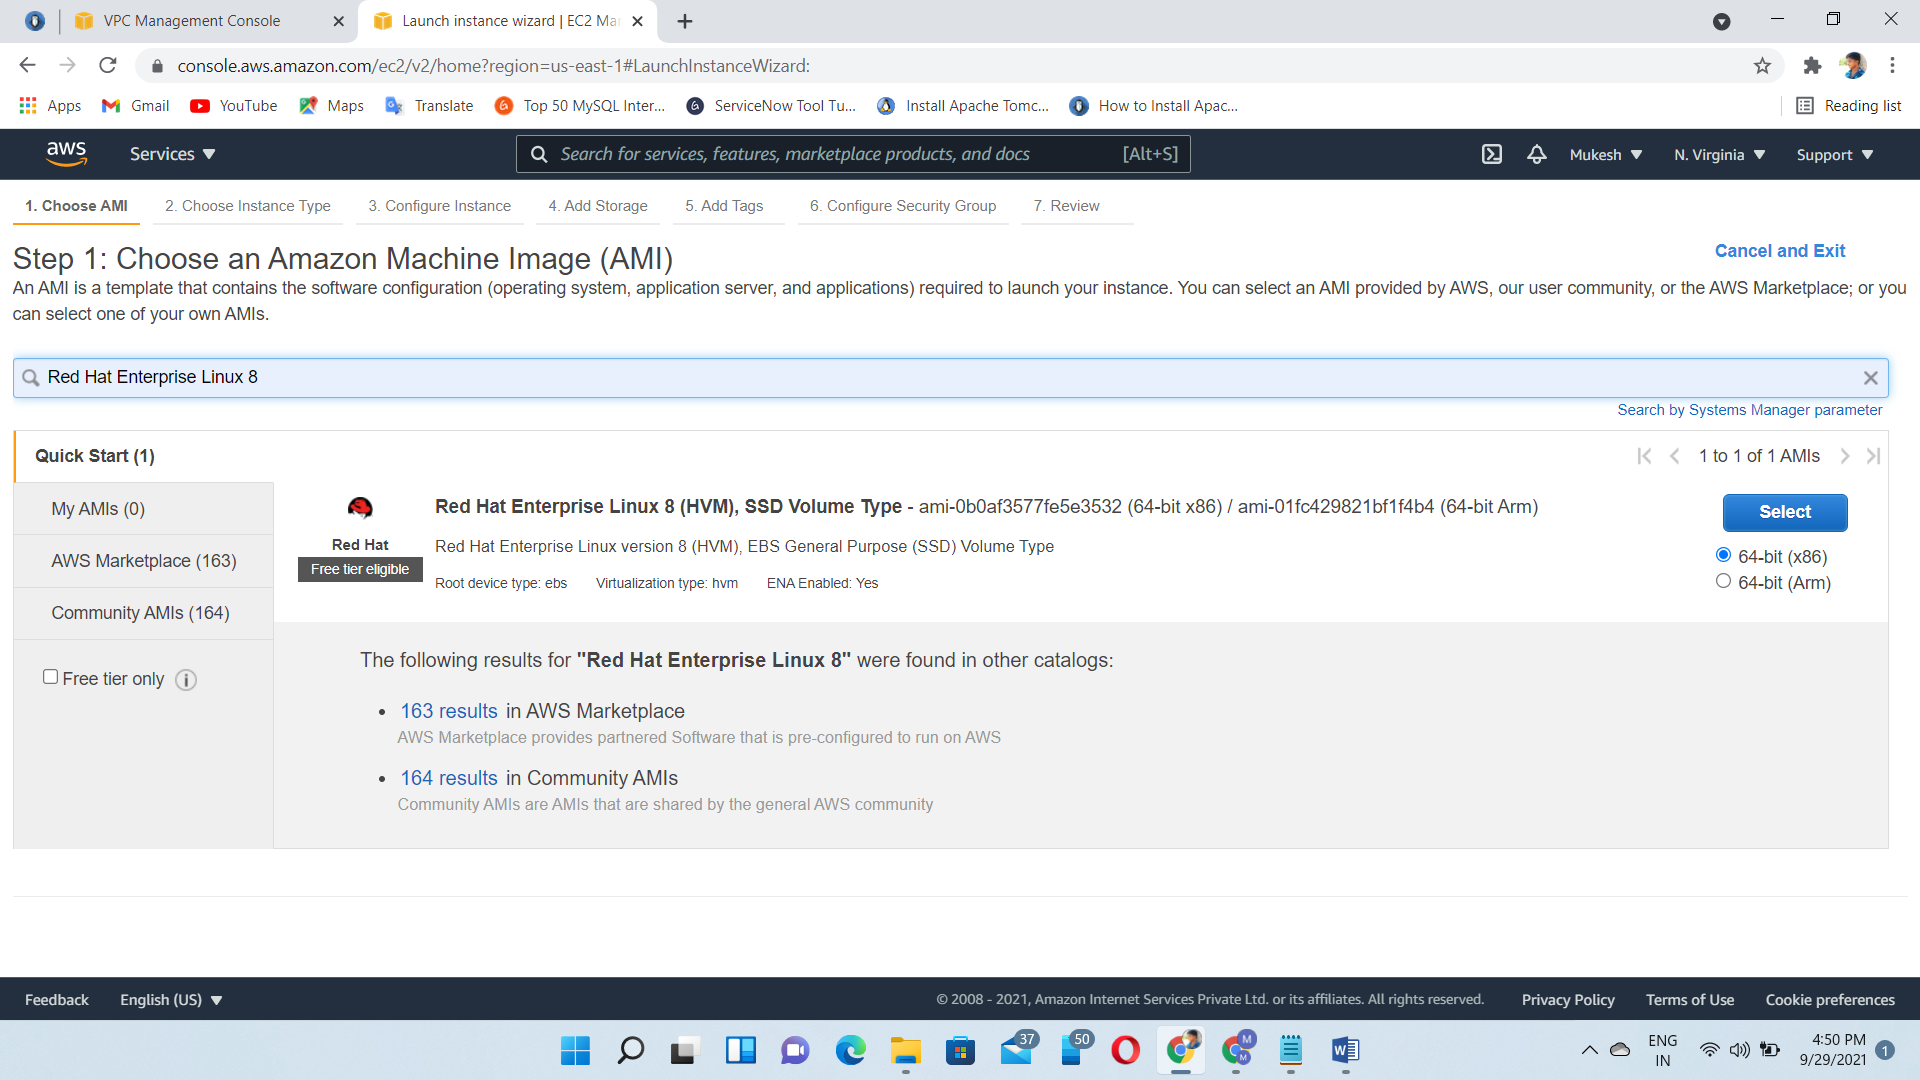 VPC Management Console
Launch instance wizard | EC2 Ma
console.aws.amazon.com/ec2/v2/home?region=us-east-1#LaunchInstanceWizard:
Apps Gmail YouTube Maps Translate Top 50 MySQL Inter... ServiceNow Tool Tu... Install Apache Tomc... How to Install Apac... Reading list
aws Services Search for services, features, marketplace products, and docs [Alt+S] Mukesh N. Virginia Support
1. Choose AMI 2. Choose Instance Type 3. Configure Instance 4. Add Storage 5. Add Tags 6. Configure Security Group 7. Review
Step 1: Choose an Amazon Machine Image (AMI)
Cancel and Exit
An AMI is a template that contains the software configuration (operating system, application server, and applications) required to launch your instance. You can select an AMI provided by AWS, our user community, or the AWS Marketplace; or you
can select one of your own AMIs.
Red Hat Enterprise Linux 8
Search by Systems Manager parameter
Quick Start (1)
1 to 1 of 1 AMIs
My AMIs (0)
AWS Marketplace (163)
Community AMIs (164)
Free tier only
Red Hat
Free tier eligible
Red Hat Enterprise Linux 8 (HVM), SSD Volume Type - ami-0b0af3577fe5e3532 (64-bit x86) / ami-01fc429821bf1f4b4 (64-bit Arm)
Red Hat Enterprise Linux version 8 (HVM), EBS General Purpose (SSD) Volume Type
Root device type: ebs Virtualization type: hvm ENA Enabled: Yes
Select
64-bit (x86)
64-bit (Arm)
The following results for "Red Hat Enterprise Linux 8" were found in other catalogs:
• 163 results in AWS Marketplace
AWS Marketplace provides partnered Software that is pre-configured to run on AWS
• 164 results in Community AMIs
Community AMIs are AMIs that are shared by the general AWS community
Feedback English (US) © 2008 - 2021, Amazon Internet Services Private Ltd. or its affiliates. All rights reserved. Privacy Policy Terms of Use Cookie preferences
37
50
M
M
ENG
IN
4:50 PM
9/29/2021
1